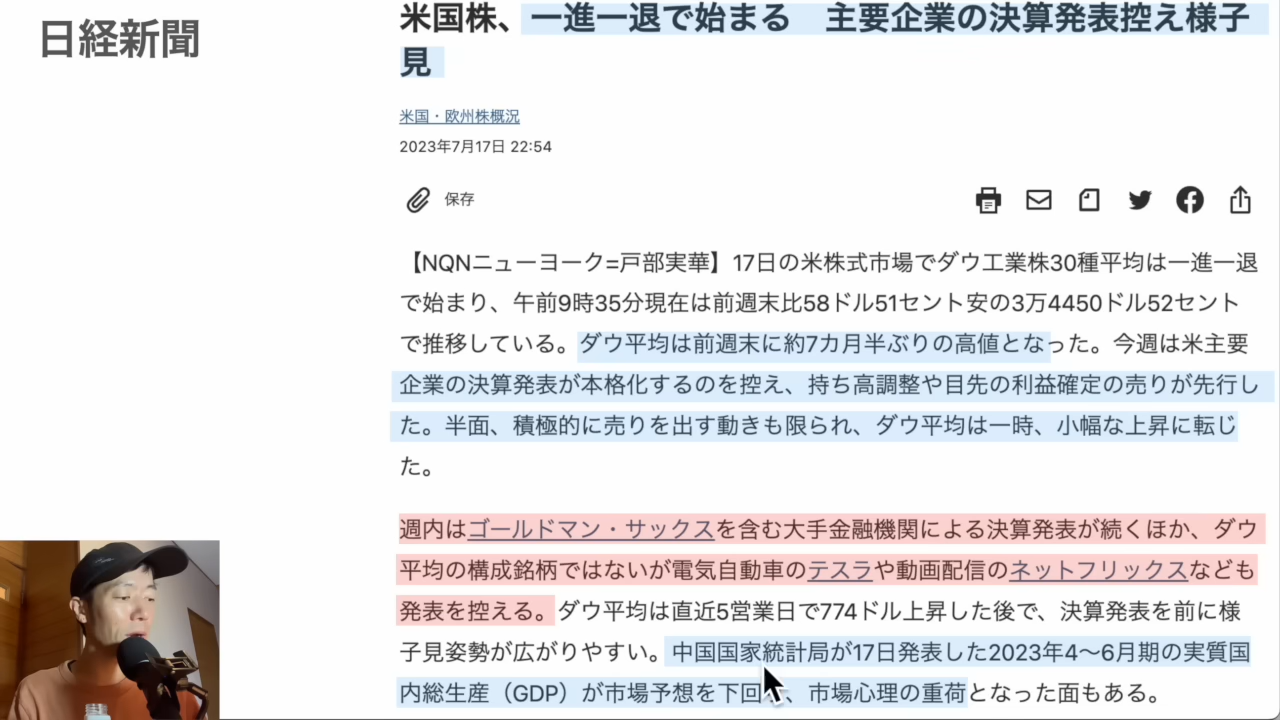 日経新聞
米国株、一進一退で始まる　主要企業の決算発表控え様子
見
米国・欧州株概況
2023年7月17日 22:54
保存
【NQNニューヨーク=戸部実華】17日の米株式市場でダウ工業株30種平均は一進一退
で始まり、午前9時35分現在は前週末比58ドル51セント安の3万4450ドル52セント
で推移している。ダウ平均は前週末に約7カ月半ぶりの高値となった。今週は米主要
企業の決算発表が本格化するのを控え、持ち高調整や目先の利益確定の売りが先行し
た。半面、積極的に売りを出す動きも限られ、ダウ平均は一時、小幅な上昇に転じ
た。
週内はゴールドマン・サックスを含む大手金融機関による決算発表が続くほか、ダウ
平均の構成銘柄ではないが電気自動車のテスラや動画配信のネットフリックスなども
発表を控える。ダウ平均は直近5営業日で774ドル上昇した後で、決算発表を前に様
子見姿勢が広がりやすい。中国国家統計局が17日発表した2023年4〜6月期の実質国
内総生産（GDP）が市場予想を下回、市場心理の重荷となった面もある。